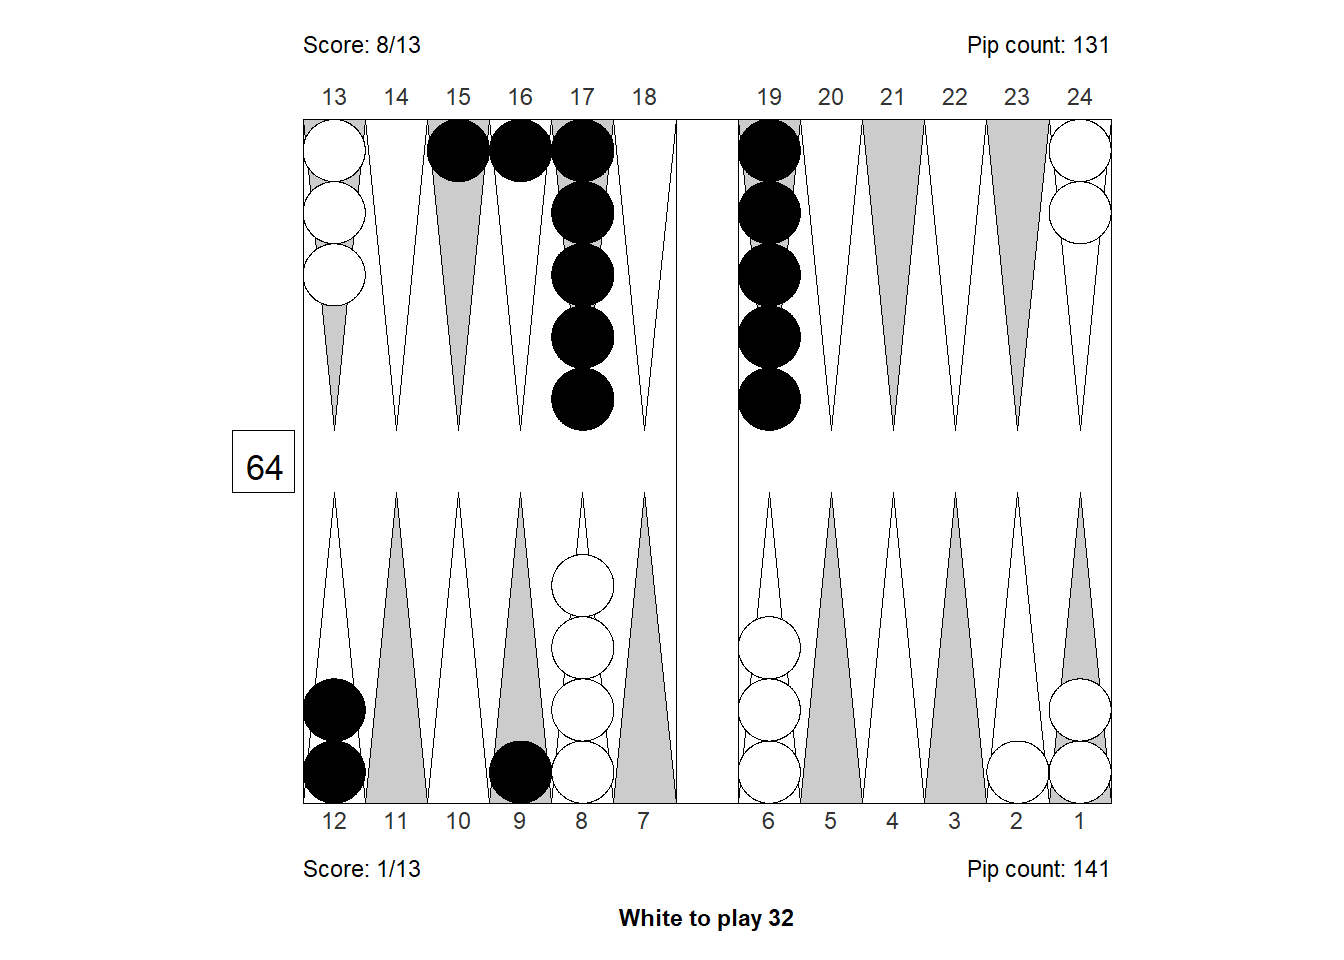 Score: 8/13 Pip count: 131
13 14 15 16 17 18 19 20 21 22 23 24
64
12 11 10 9 8 7 6 5 4 3 2 1
Score: 1/13 Pip count: 141
White to play 32